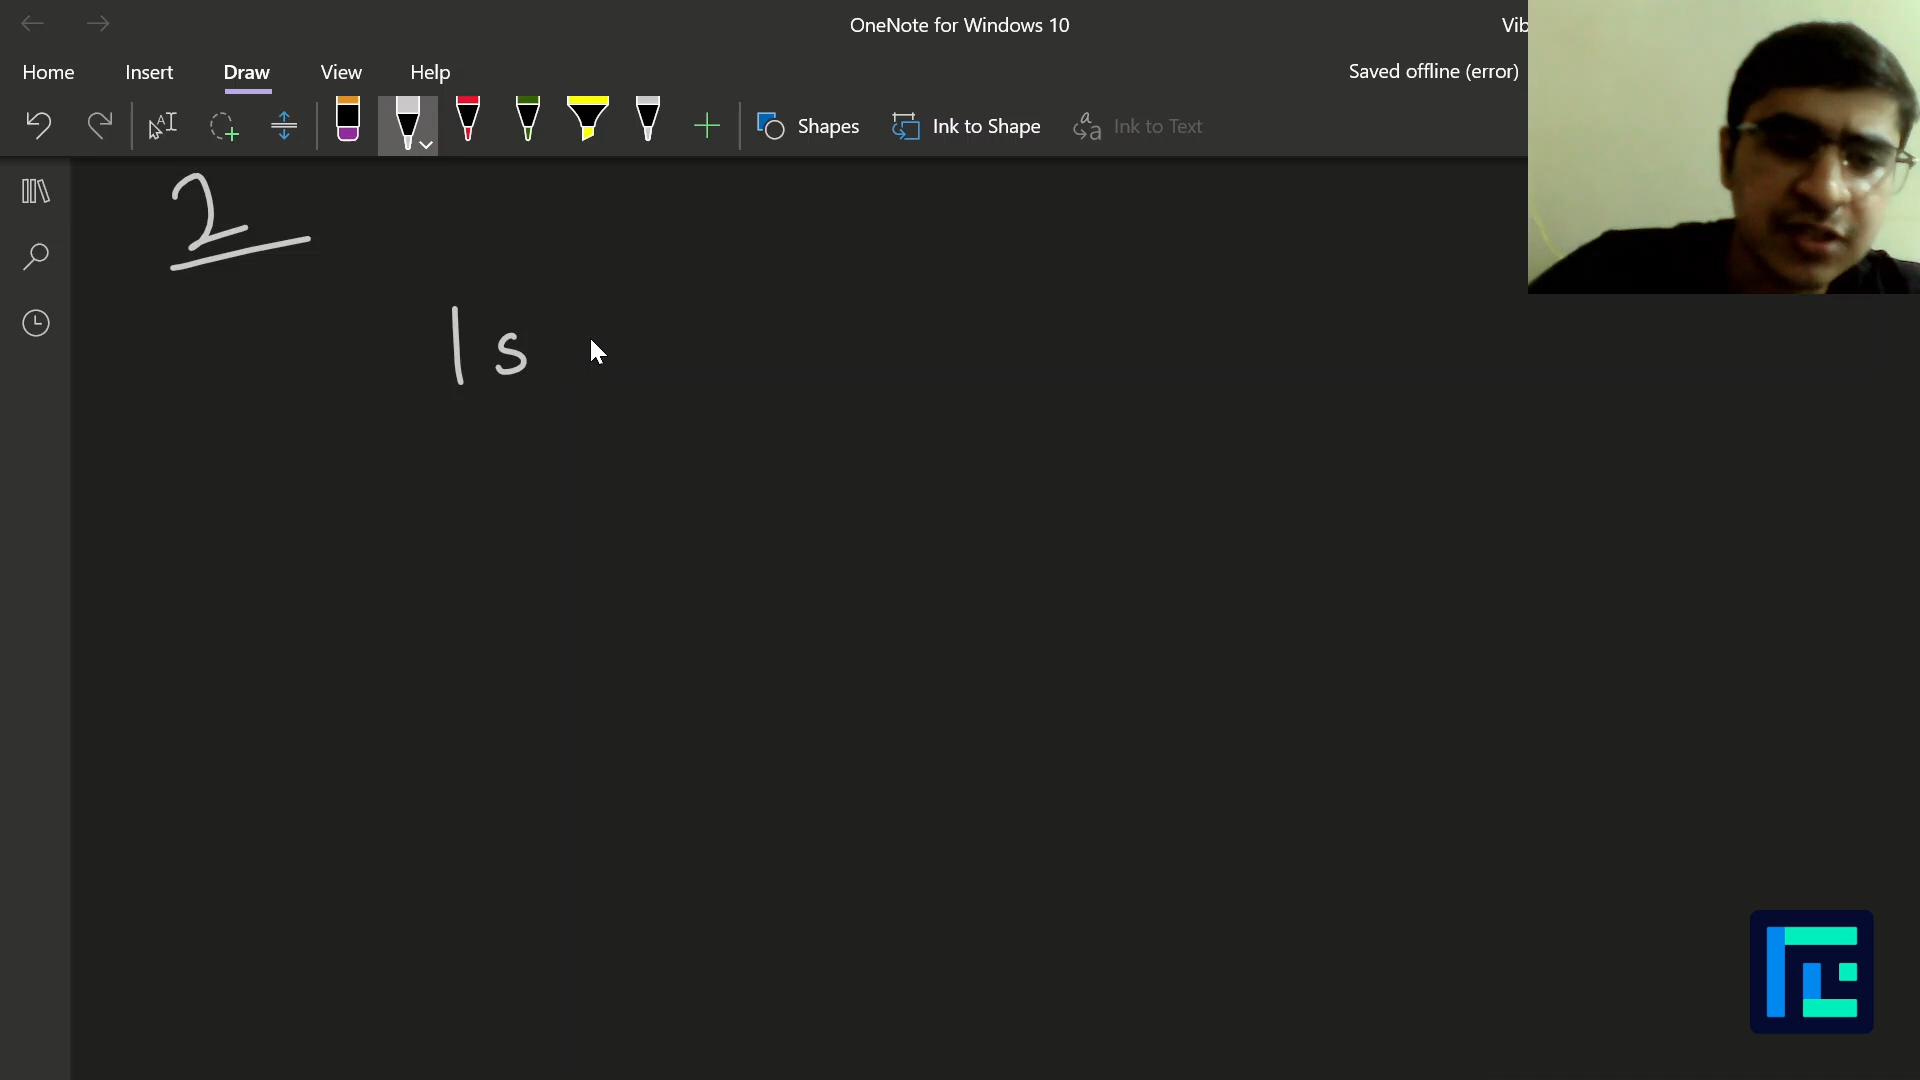 OneNote for Windows 10 Vib
Home Insert Draw View Help Saved offline (error)
Shapes Ink to Shape Ink to Text
2
1 s